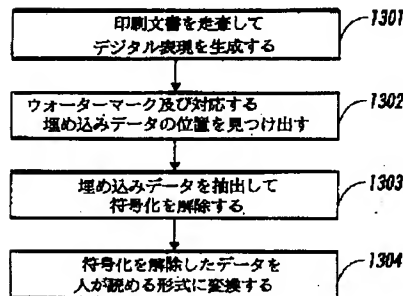 印刷文書を走査して
デジタル表現を生成する
1301
ウォーターマーク及び対応する
埋め込みデータの位置を見つけ出す
1302
埋め込みデータを抽出して
符号化を解除する
1303
符号化を解除したデータを
人が読める形式に変換する
1304